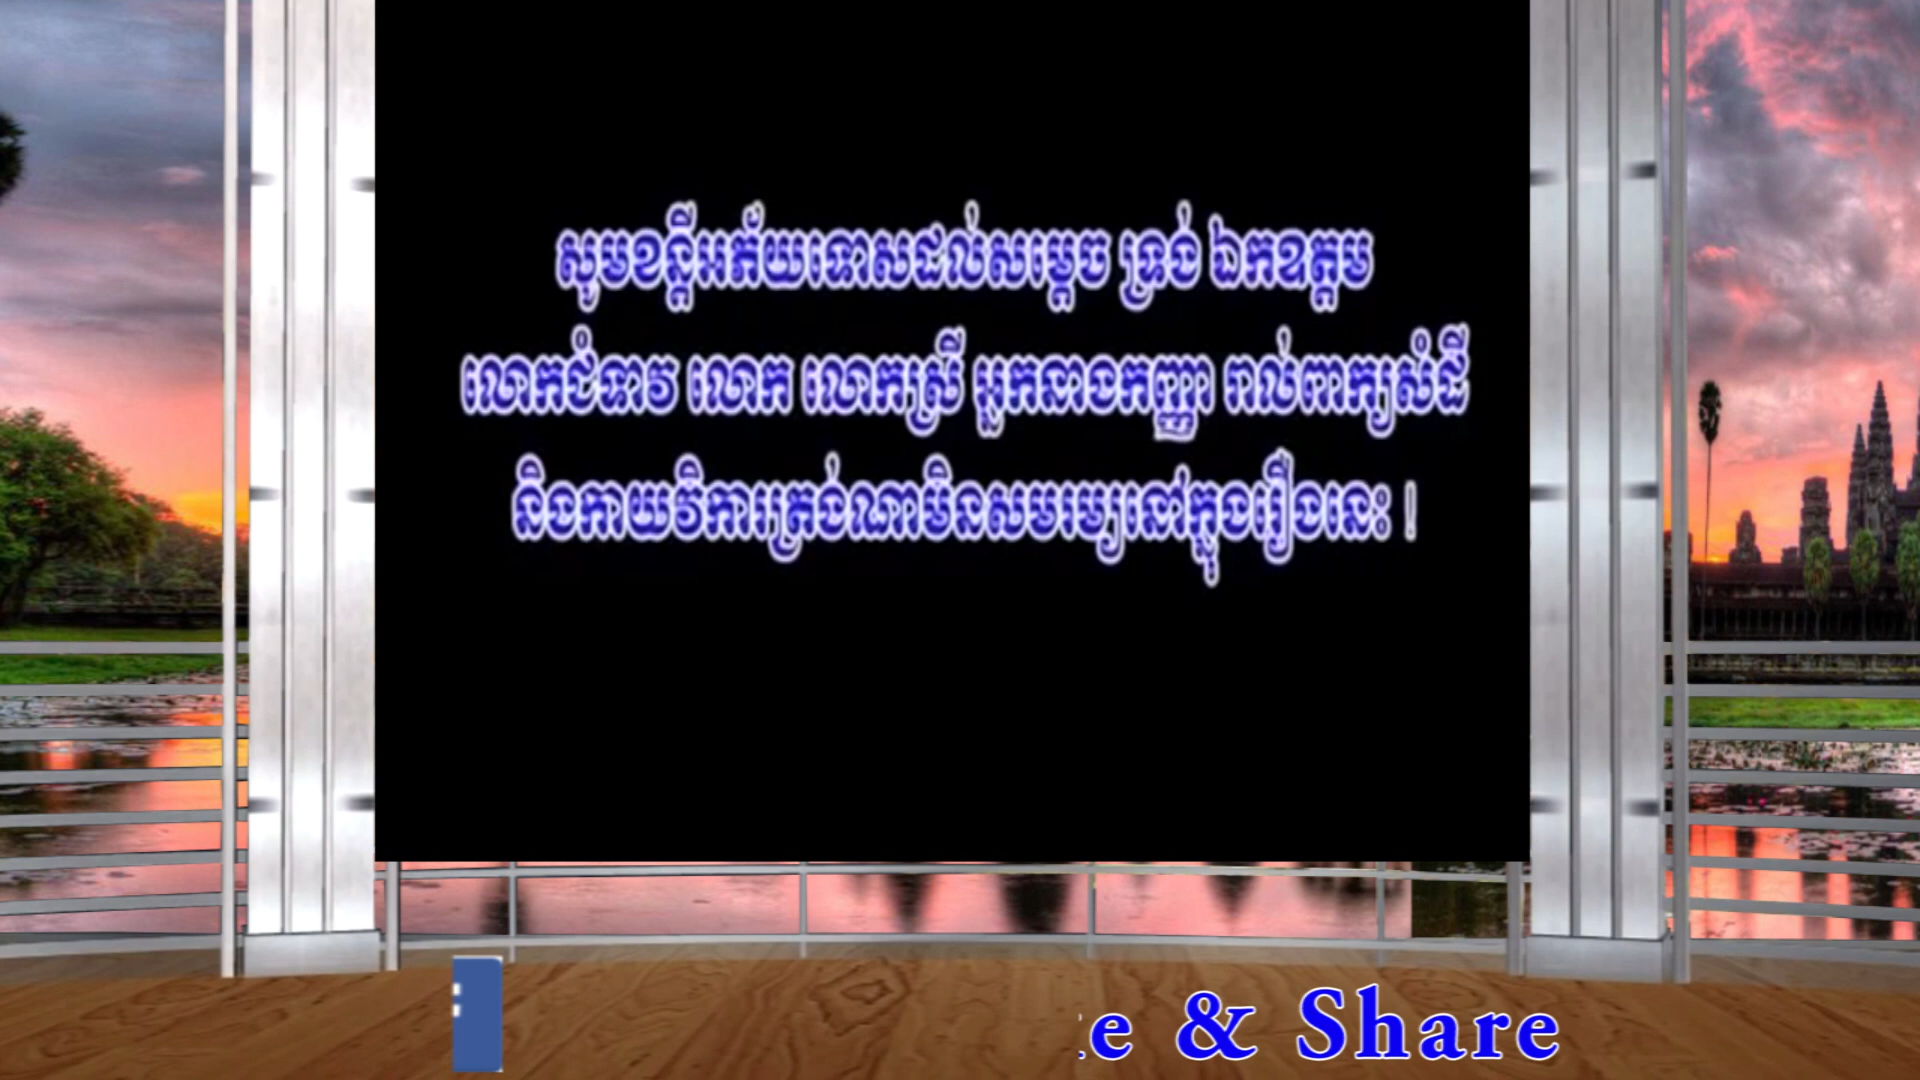 សូមខន្តីអភ័យទោសដល់សម្តេច ទ្រង់ ឯកឧត្តម
លោកជំទាវ លោក លោកស្រី អ្នកនាងកញ្ញា រាល់ពាក្យសំដី
និងកាយវិការត្រង់ណាមិនសមរម្យនៅក្នុងរឿងនេះ !
e & Share